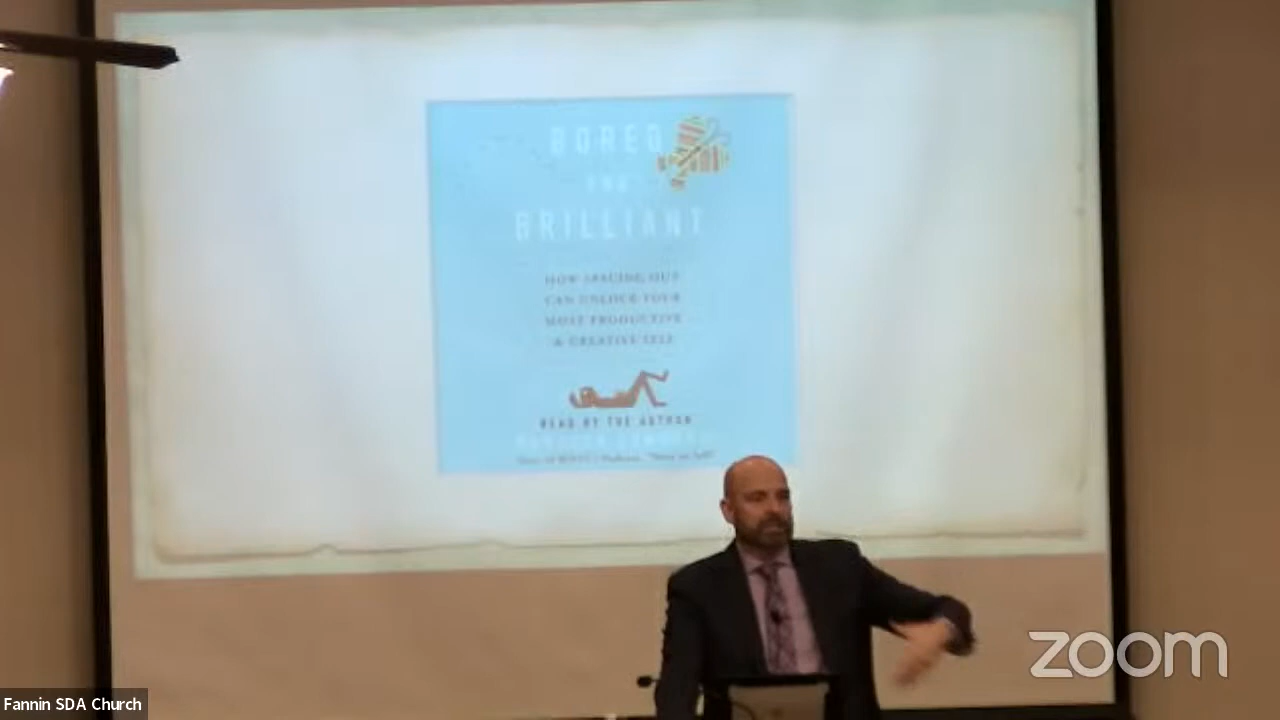 BORED
AND
BRILLIANT
HOW SPACING OUT
CAN UNLOCK YOUR
MOST PRODUCTIVE
& CREATIVE SELF
READ BY THE AUTHOR
zoom
Fannin SDA Church